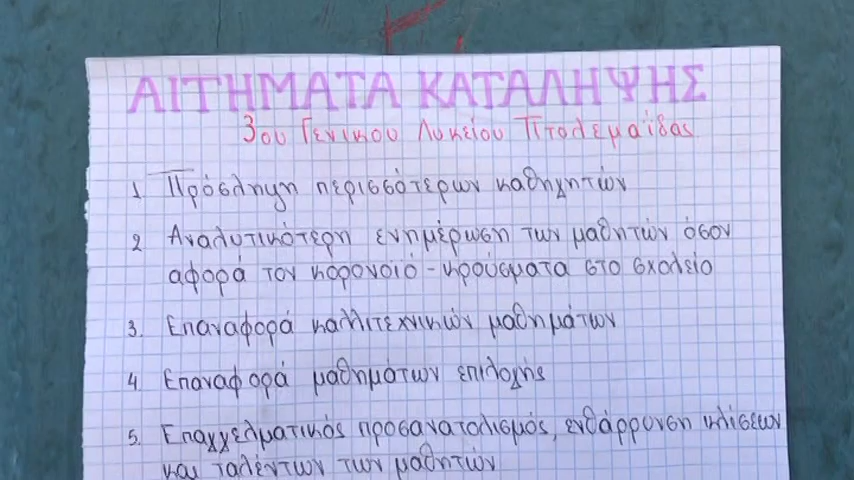 ΑΙΤΗΜΑΤΑ ΚΑΤΑΛΗΨΗΣ
3ου Γενικου Λυκείου Πτολεμαΐδας
1 Πρόσληψη περισσότερων καθηγητών
2 Αναλυτικότερη ενημέρωση των μαθητών όσον
αφορά τον κορονοιό - κρούσματα στο σχολείο
3. Επαναφορά καλλιτεχνικών μαθημάτων
4. Επαναφορά μαθημάτων επιλογής
5. Επαγγελματικός προσανατολισμός, ενθάρρυνση κλίσεων
και ταλέντων των μαθητών